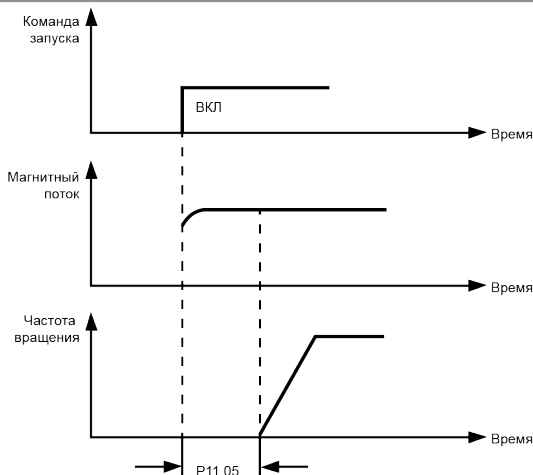 Команда
запуска
ВКЛ
Время
Магнитный
поток
Время
Частота
вращения
Время
P11.05